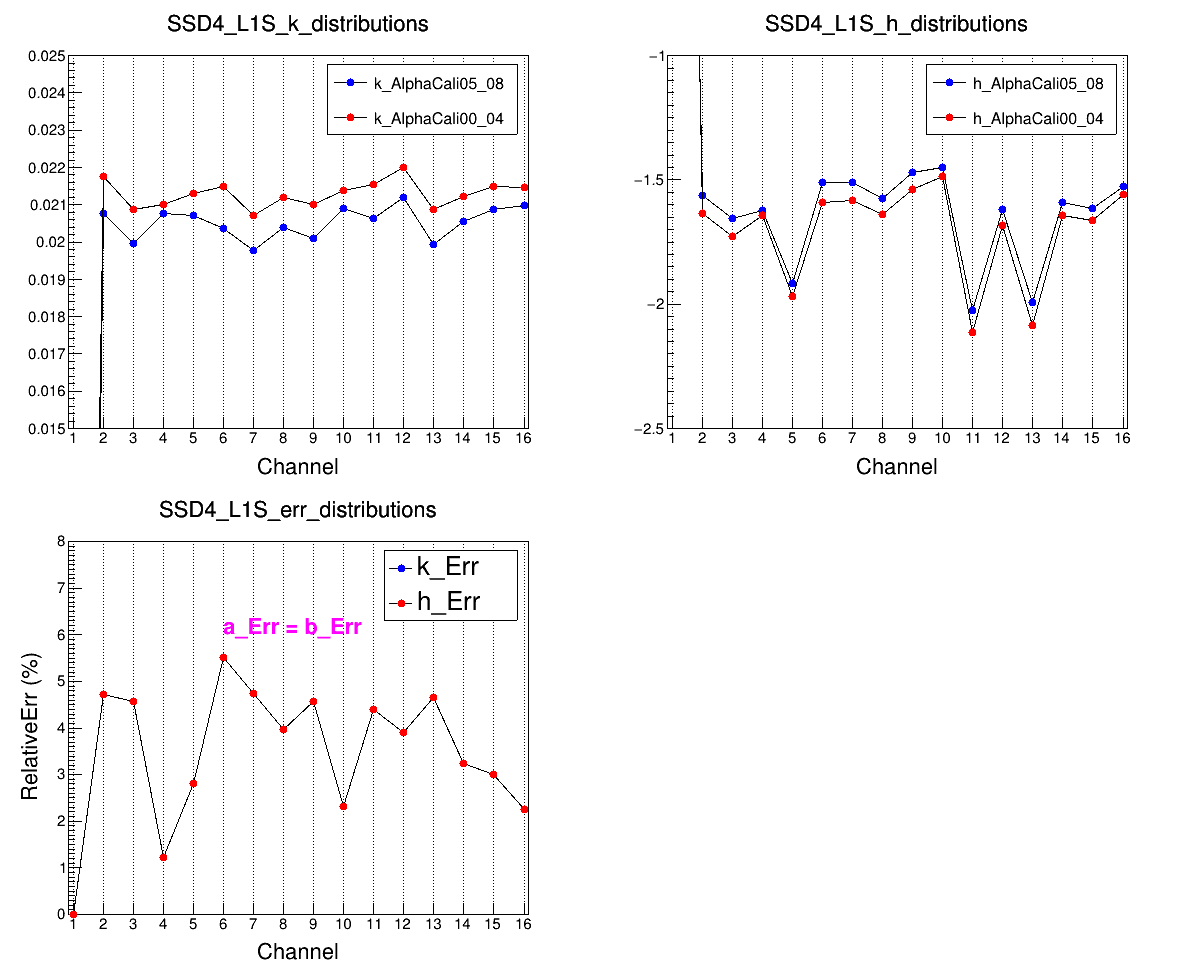 SSD4_L1S_k_distributions
0.025
0.024
0.023
0.022
0.021
0.02
0.019
0.018
0.017
0.016
0.015
k_AlphaCali05_08
k_AlphaCali00_04
1 2 3 4 5 6 7 8 9 10 11 12 13 14 15 16
Channel
SSD4_L1S_h_distributions
−1
−1.5
−2
−2.5
h_AlphaCali05_08
h_AlphaCali00_04
1 2 3 4 5 6 7 8 9 10 11 12 13 14 15 16
Channel
SSD4_L1S_err_distributions
RelativeErr (%)
8
7
6
5
4
3
2
1
0
k_Err
h_Err
a_Err = b_Err
1 2 3 4 5 6 7 8 9 10 11 12 13 14 15 16
Channel